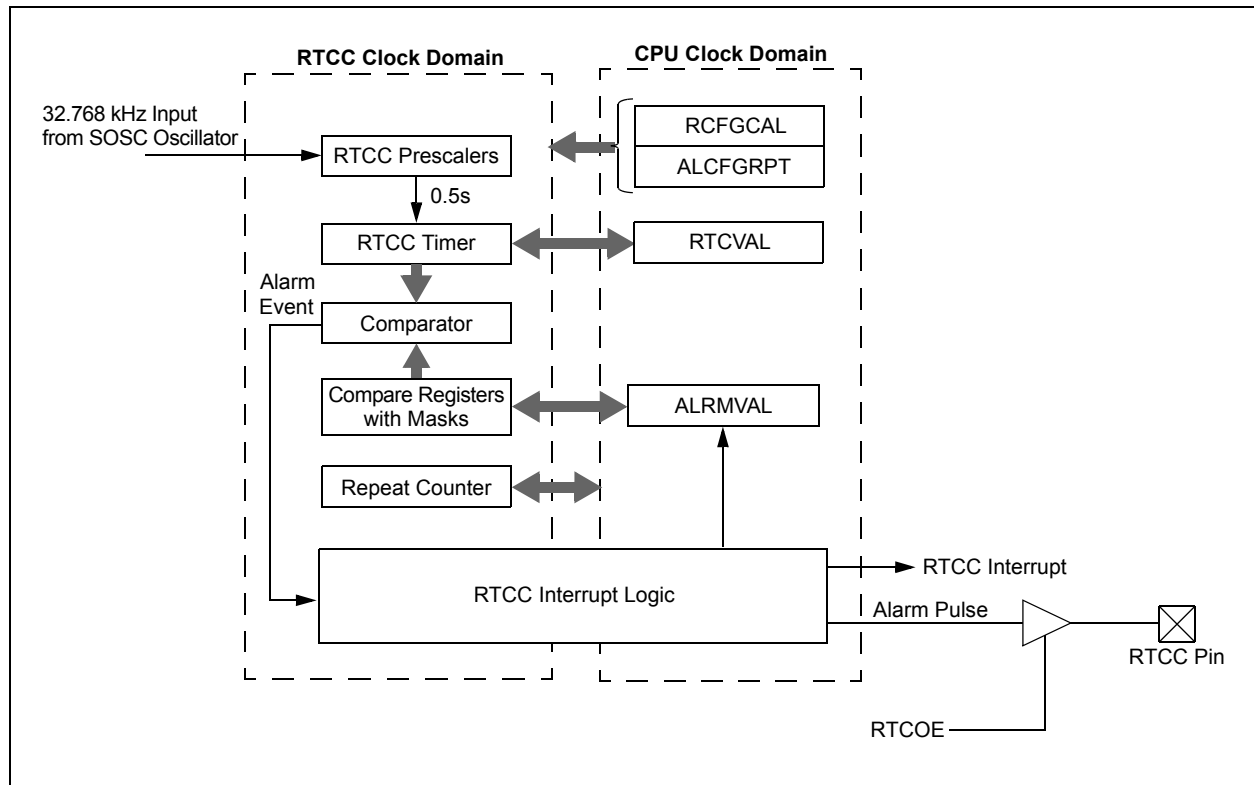 RTCC Clock Domain
CPU Clock Domain
32.768 kHz Input
from SOSC Oscillator
RCFGCAL
RTCC Prescalers
ALCFGRPT
0.5s
RTCC Timer
RTCVAL
Alarm
Event
Comparator
Compare Registers
with Masks
ALRMVAL
Repeat Counter
RTCC Interrupt Logic
RTCC Interrupt
Alarm Pulse
RTCC Pin
RTCOE